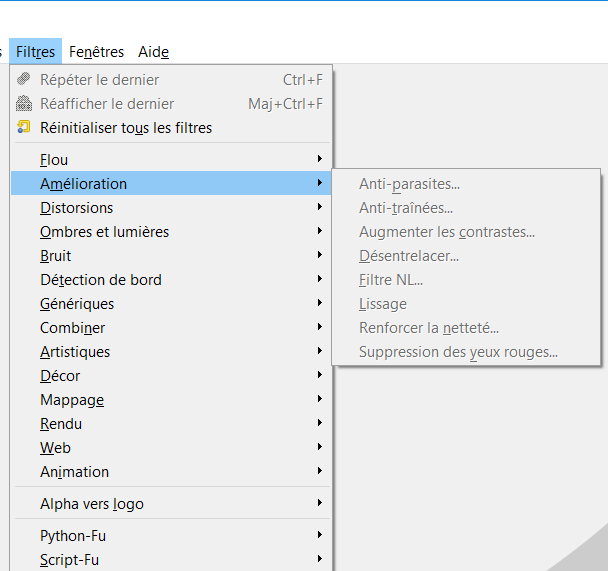 Filtres Fenêtres Aide
Répéter le dernier Ctrl+F
Réafficher le dernier Maj+Ctrl+F
Réinitialiser tous les filtres
Flou
Amélioration
Distorsions
Ombres et lumières
Bruit
Détection de bord
Génériques
Combiner
Artistiques
Décor
Mappage
Rendu
Web
Animation
Alpha vers logo
Python-Fu
Script-Fu
Anti-parasites...
Anti-traînées...
Augmenter les contrastes...
Désentrelacer...
Filtre NL...
Lissage
Renforcer la netteté...
Suppression des yeux rouges...